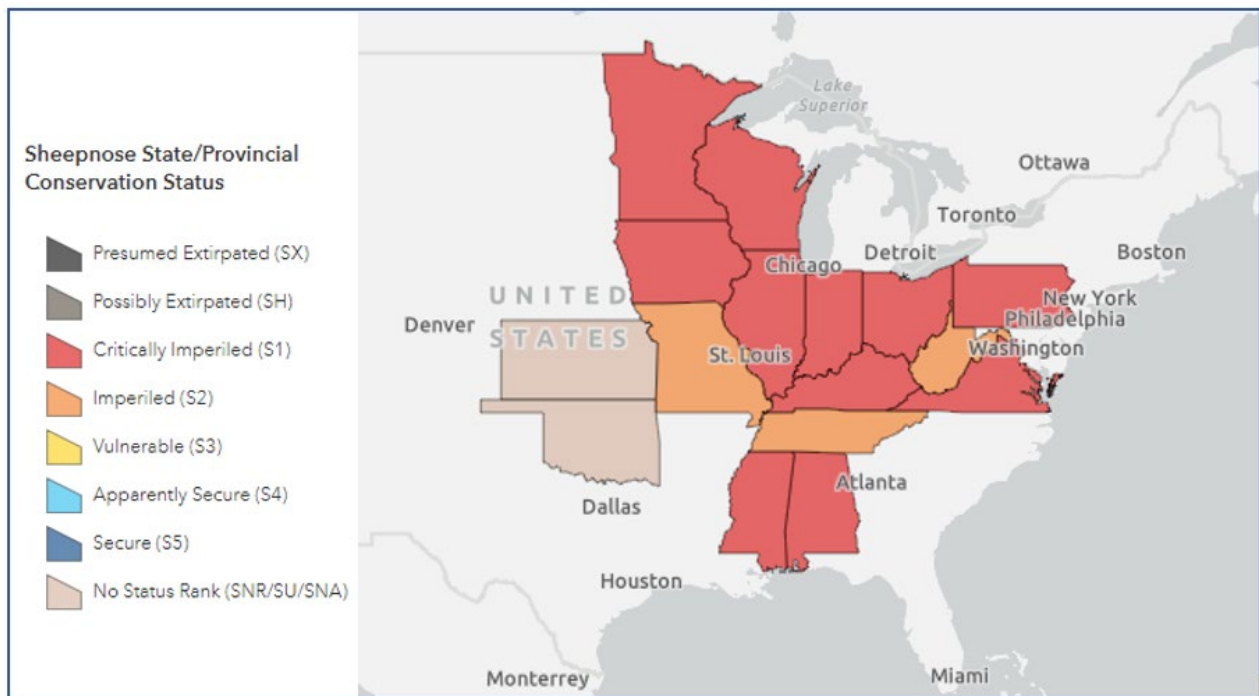 Sheepnose State/Provincial
Conservation Status
Presumed Extirpated (SX)
Possibly Extirpated (SH)
Critically Imperiled (S1)
Imperiled (S2)
Vulnerable (S3)
Apparently Secure (S4)
Secure (S5)
No Status Rank (SNR/SU/SNA)
Lake
Superior
Ottawa
Toronto
Detroit
Boston
Chicago
UNITED
STATES
New York
Philadelphia
Denver
St. Louis
Washington
Atlanta
Dallas
Houston
Monterrey
Miami